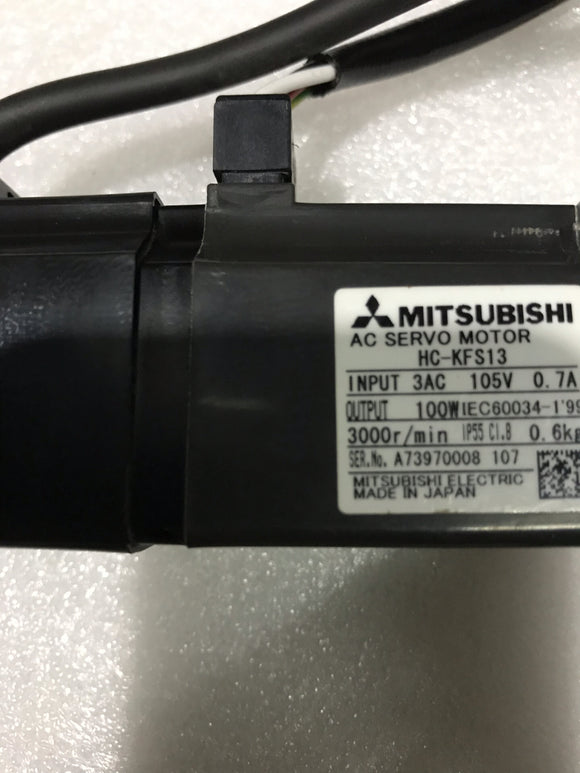 MITSUBISHI
AC SERVO MOTOR
HC-KFS13
INPUT 3AC 105V 0.7A
OUTPUT 100W IEC60034-1'99
3000r/min IP55 Cl.B 0.6kg
SER.No. A73970008 107
MITSUBISHI ELECTRIC
MADE IN JAPAN